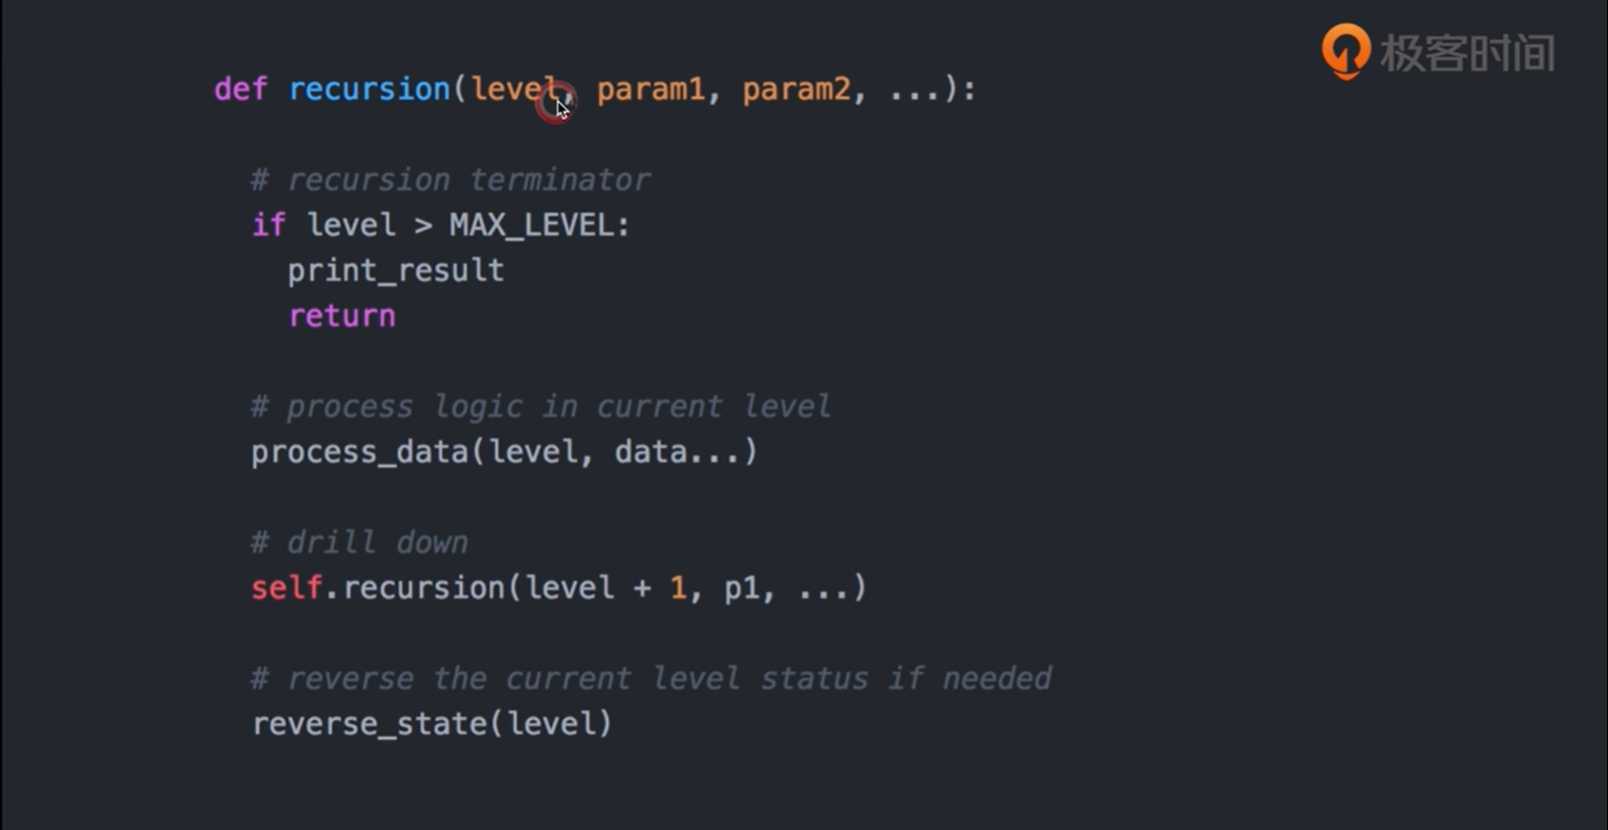 极客时间
def recursion(level, param1, param2, ...):
# recursion terminator
if level > MAX_LEVEL:
print_result
return
# process logic in current level
process_data(level, data...)
# drill down
self.recursion(level + 1, p1, ...)
# reverse the current level status if needed
reverse_state(level)